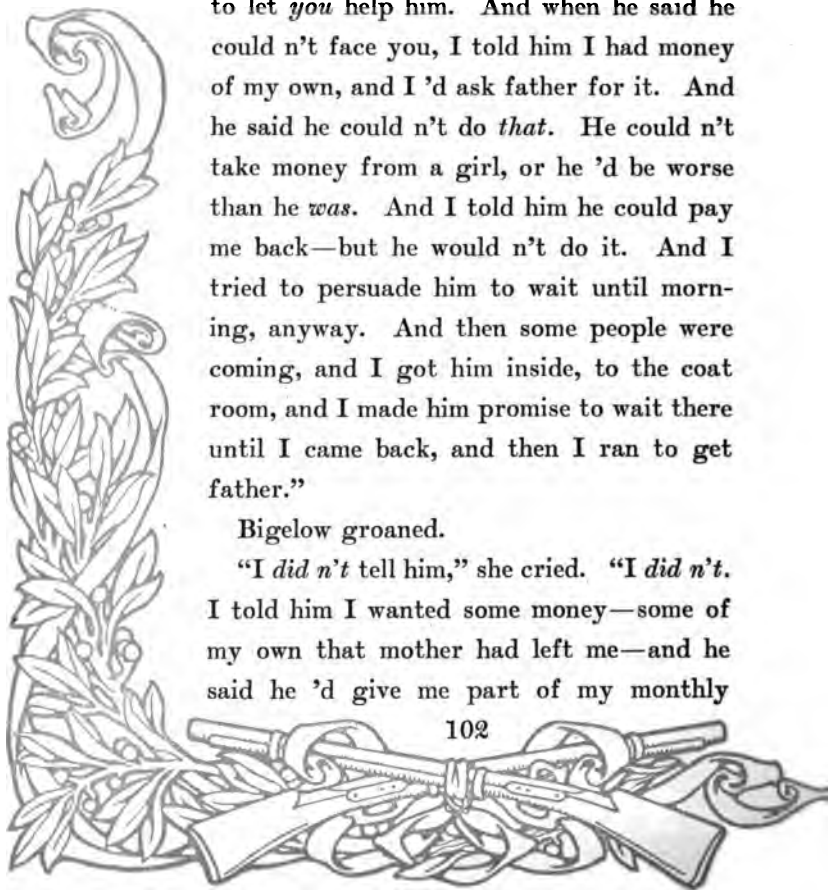 to let you help him. And when he said he
could n't face you, I told him I had money
of my own, and I 'd ask father for it. And
he said he could n't do that. He could n't
take money from a girl, or he 'd be worse
than he was. And I told him he could pay
me back—but he would n't do it. And I
tried to persuade him to wait until morn-
ing, anyway. And then some people were
coming, and I got him inside, to the coat
room, and I made him promise to wait there
until I came back, and then I ran to get
father.”
Bigelow groaned.
“I did n't tell him,” she cried. “I did n't.
I told him I wanted some money—some of
my own that mother had left me—and he
said he 'd give me part of my monthly
102